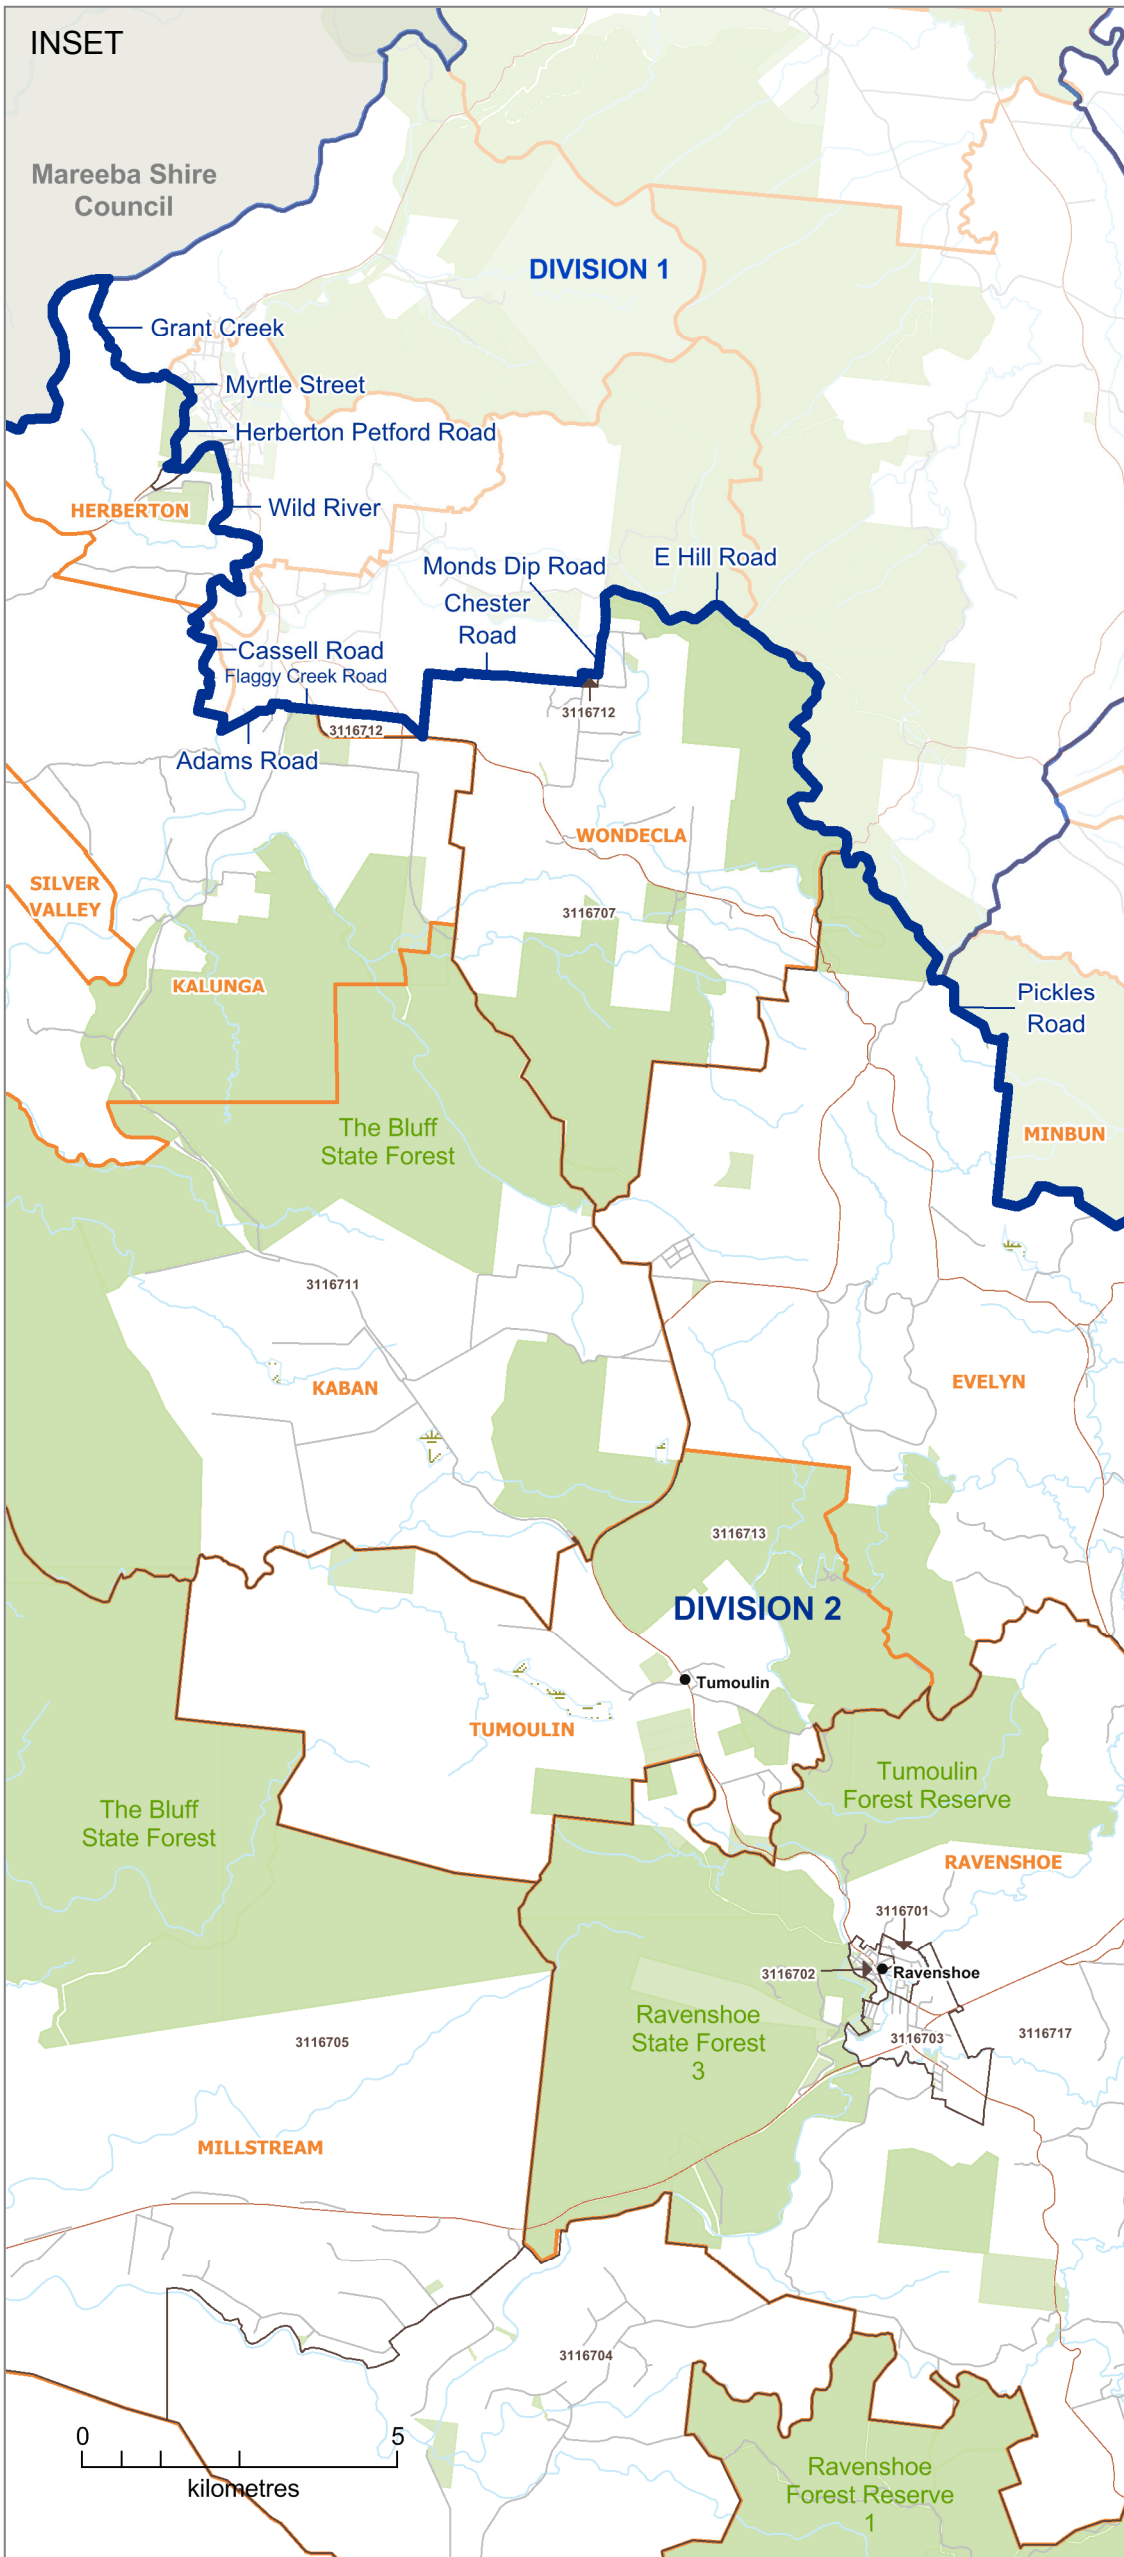 INSET
Mareeba Shire
Council
DIVISION 1
Grant Creek
Myrtle Street
Herberton Petford Road
HERBERTON
Wild River
Monds Dip Road
E Hill Road
Chester
Road
Cassell Road
Flaggy Creek Road
3116712
3116712
Adams Road
WONDECLA
SILVER
VALLEY
3116707
KALUNGA
Pickles
Road
The Bluff
State Forest
MINBUN
3116711
KABAN
EVELYN
3116713
DIVISION 2
Tumoulin
TUMOULIN
Tumoulin
Forest Reserve
The Bluff
State Forest
RAVENSHOE
3116701
3116702
Ravenshoe
Ravenshoe
State Forest
3
3116703
3116717
3116705
MILLSTREAM
3116704
0 5
kilometres
Ravenshoe
Forest Reserve
1